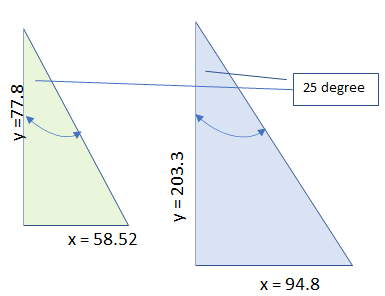 y =77.8
x = 58.52
y = 203.3
x = 94.8
25 degree